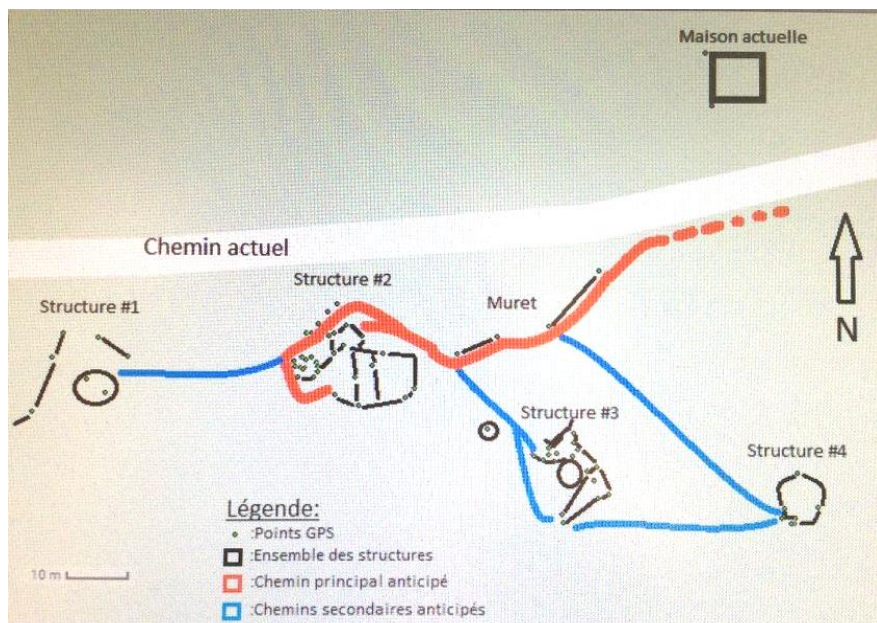 Maison actuelle
Chemin actuel
Structure #2
Structure #1
Muret
N
Structure #3
Structure #4
Légende:
:Points GPS
:Ensemble des structures
:Chemin principal anticipé
:Chemins secondaires anticipés
10 m